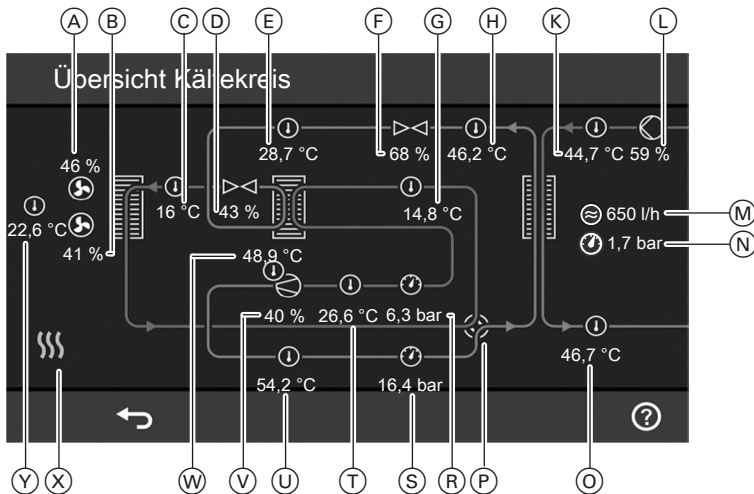 A B C D E F G H K L
Übersicht Kältekreis
46 % 28,7 °C 68 % 46,2 °C 44,7 °C 59 %
22,6 °C 16 °C 43 % 14,8 °C 650 l/h M
41 % 48,9 °C 1,7 bar N
40 % 26,6 °C 6,3 bar
46,7 °C
54,2 °C 16,4 bar
?
Y X W V U T S R P O